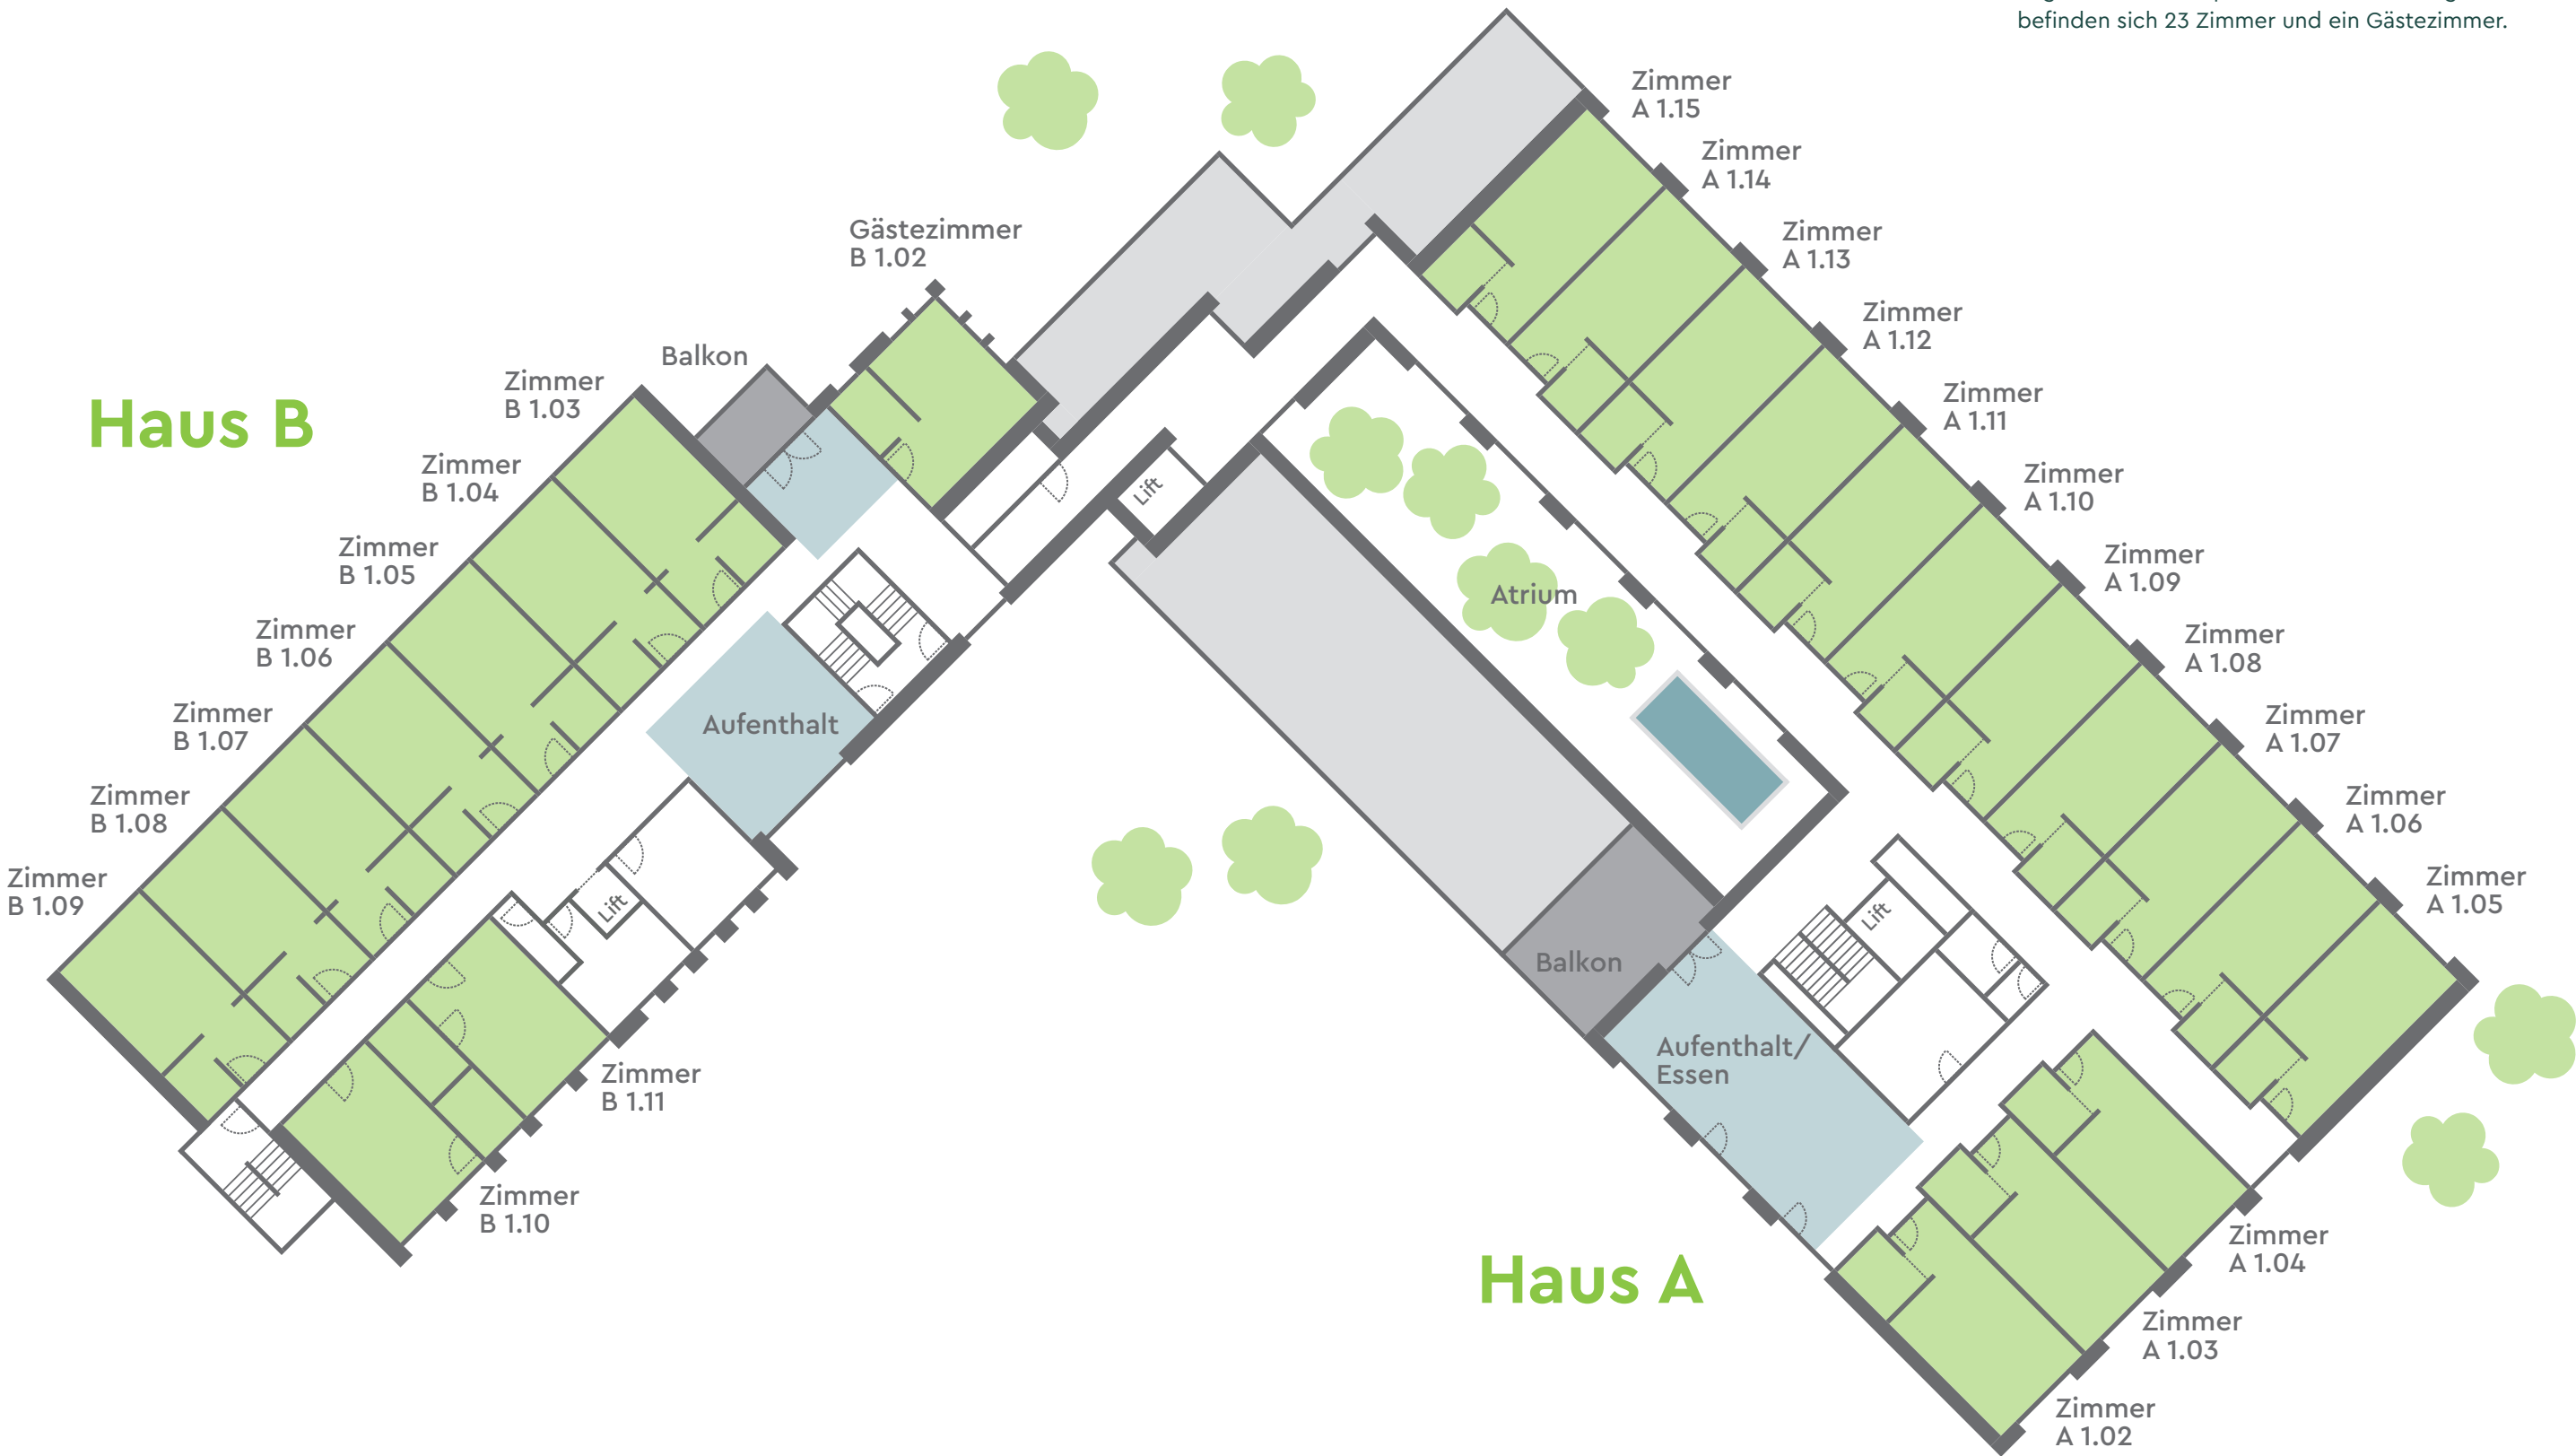 befinden sich 23 Zimmer und ein Gästezimmer.
Zimmer
A 1.15
Zimmer
A 1.14
Zimmer
A 1.13
Zimmer
A 1.12
Zimmer
A 1.11
Zimmer
A 1.10
Zimmer
A 1.09
Zimmer
A 1.08
Zimmer
A 1.07
Zimmer
A 1.06
Zimmer
A 1.05
Zimmer
A 1.04
Zimmer
A 1.03
Zimmer
A 1.02
Gästezimmer
B 1.02
Balkon
Zimmer
B 1.03
Haus B
Zimmer
B 1.04
Zimmer
B 1.05
Zimmer
B 1.06
Zimmer
B 1.07
Zimmer
B 1.08
Zimmer
B 1.09
Lift
Atrium
Aufenthalt
Lift
Lift
Balkon
Aufenthalt/
Essen
Zimmer
B 1.11
Zimmer
B 1.10
Haus A